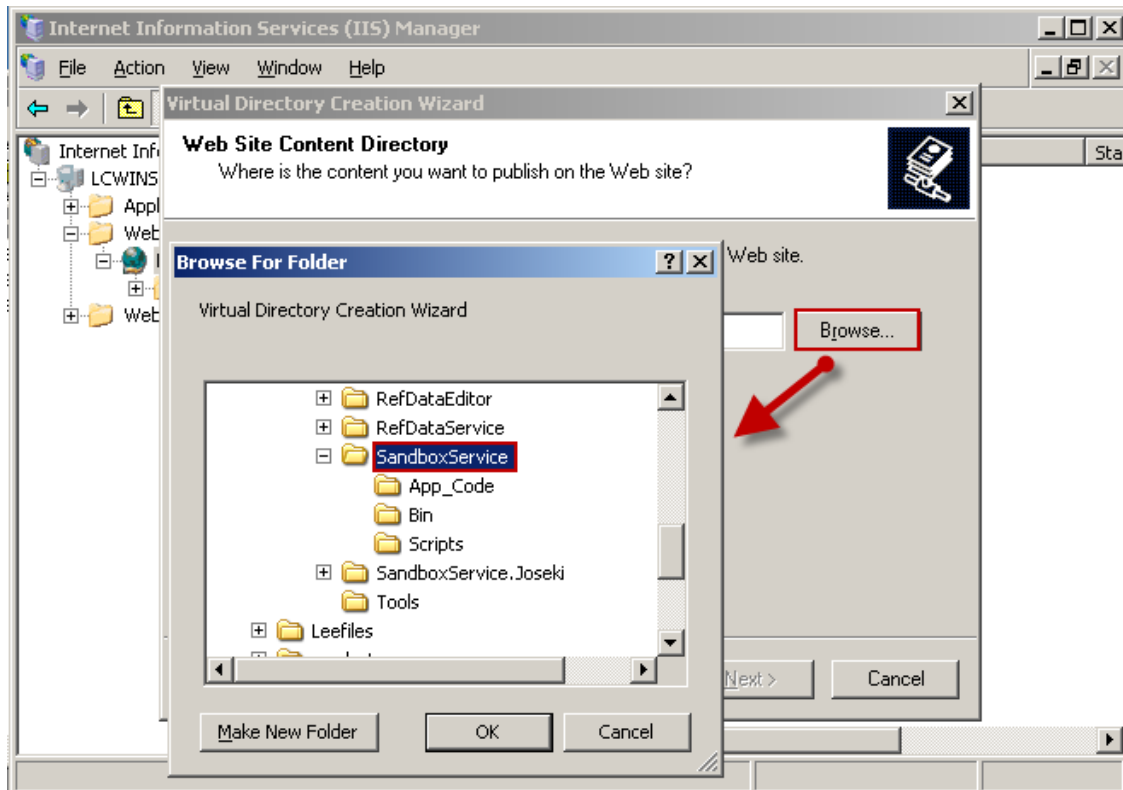 Internet Information Services (IIS) Manager
File Action View Window Help
Virtual Directory Creation Wizard
Web Site Content Directory
Where is the content you want to publish on the Web site?
Internet Inf
Sta
LCWINS
Appl
Web
Web site.
Web
Browse For Folder
Virtual Directory Creation Wizard
Browse...
RefDataEditor
RefDataService
SandboxService
App_Code
Bin
Scripts
SandboxService.Joseki
Tools
Leefiles
Next >
Cancel
Make New Folder
OK
Cancel